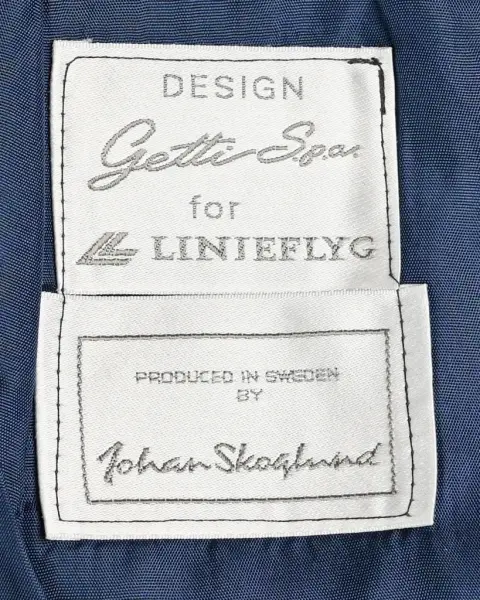 DESIGN
Getti S.p.a.
for
LINJEFLYG
PRODUCED IN SWEDEN
BY
Johan Skoglund